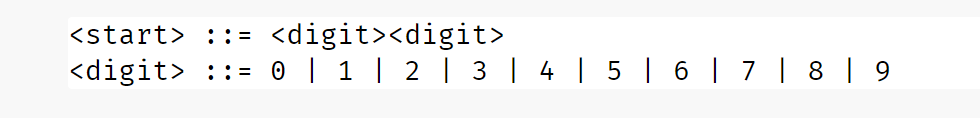 <start> ::= <digit><digit>
<digit> ::= 0 | 1 | 2 | 3 | 4 | 5 | 6 | 7 | 8 | 9